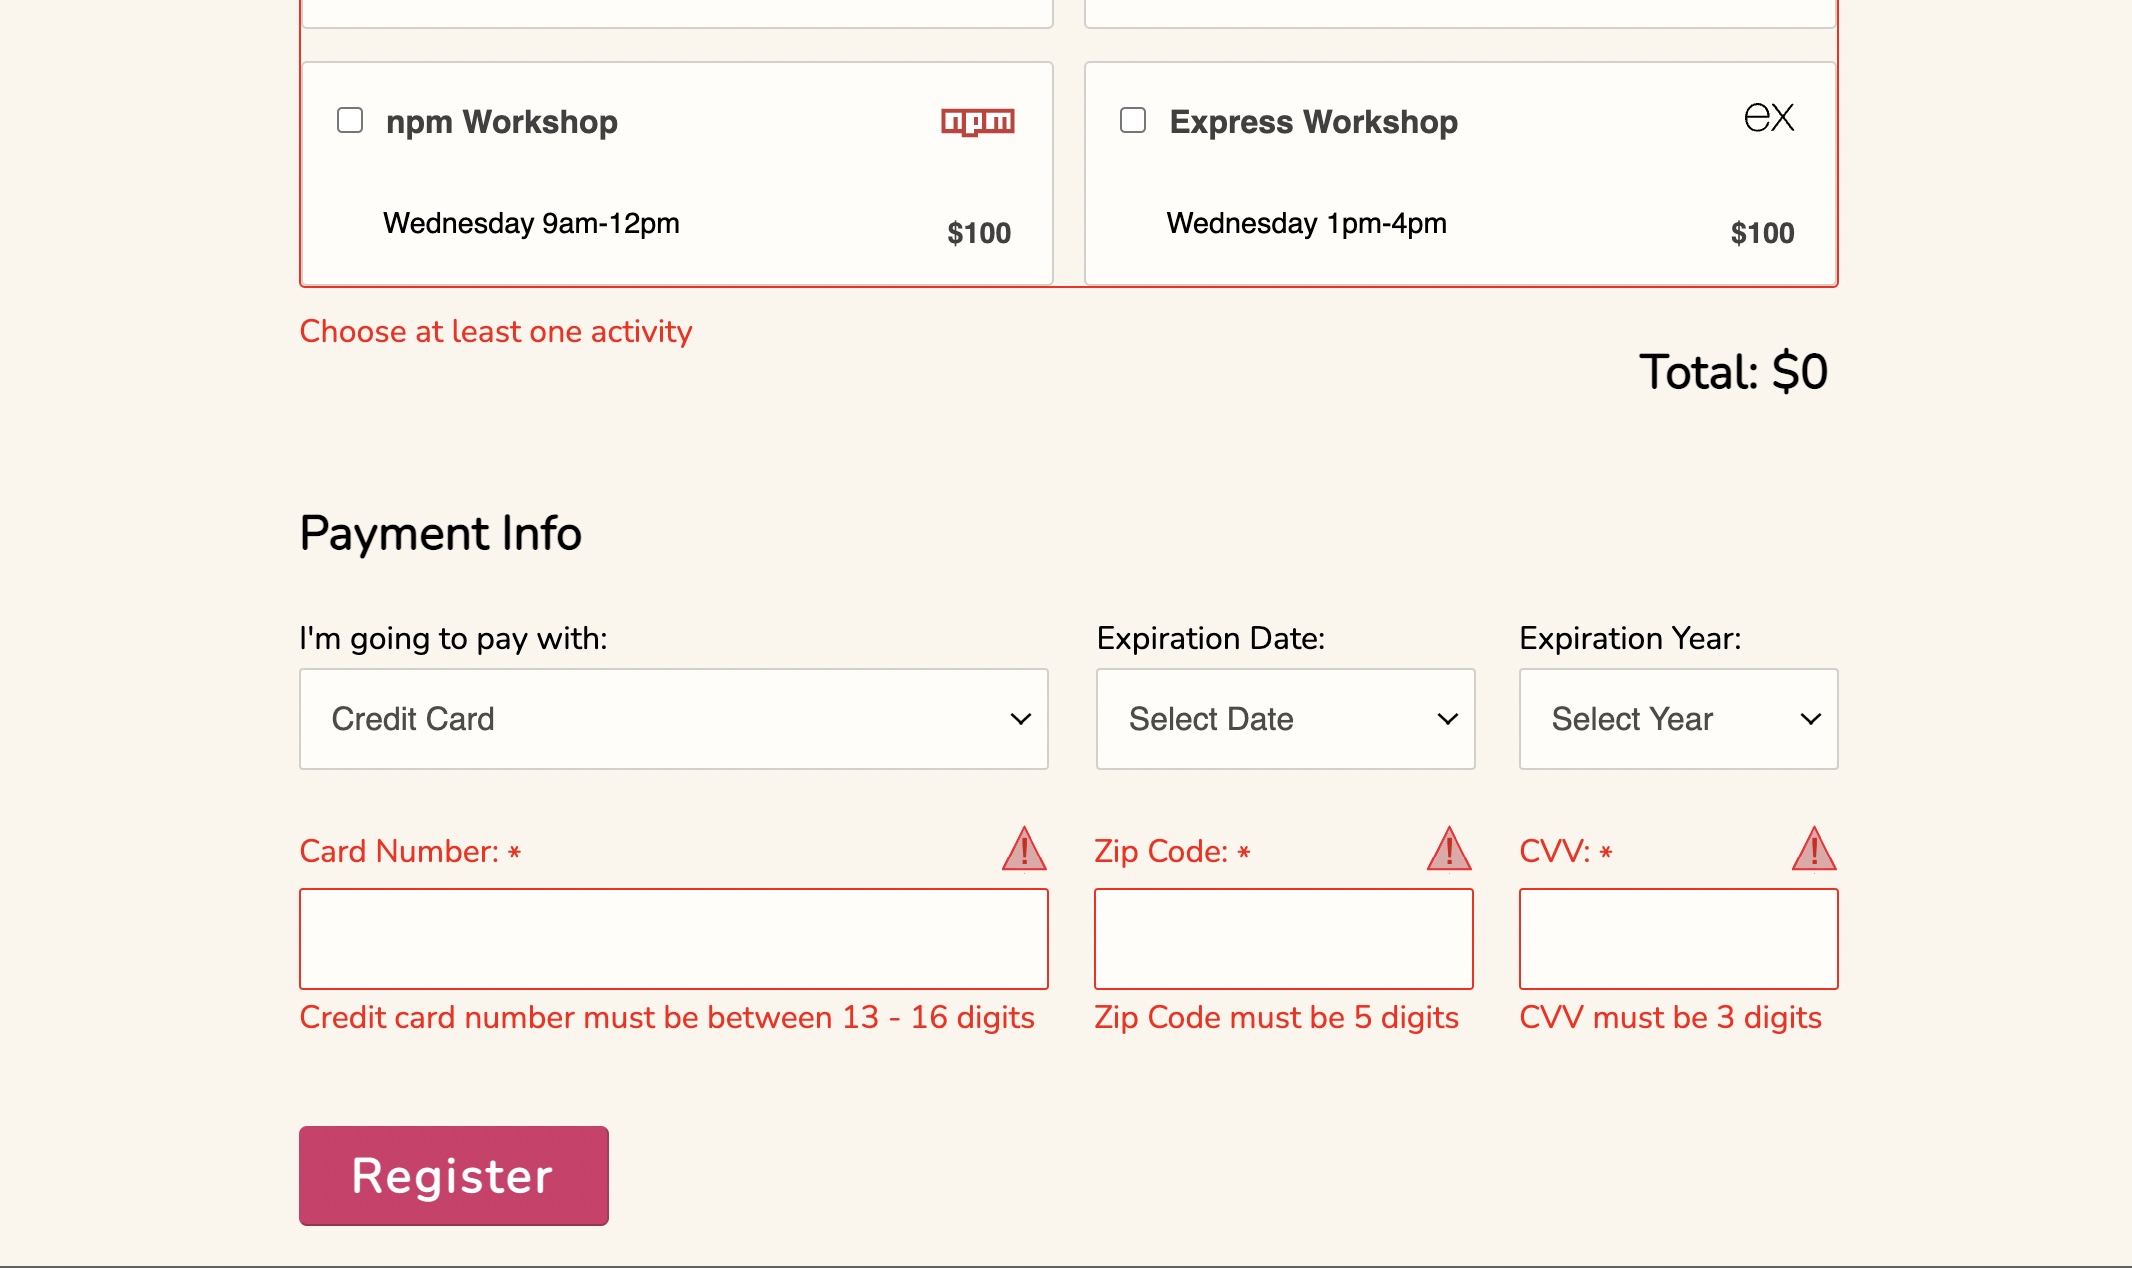 npm Workshop
npm
Express Workshop
ex
Wednesday 9am-12pm
$100
Wednesday 1pm-4pm
$100
Choose at least one activity
Total: $0
Payment Info
I'm going to pay with:
Expiration Date:
Expiration Year:
Credit Card
Select Date
Select Year
Card Number: *
Zip Code: *
CVV: *
Credit card number must be between 13 - 16 digits
Zip Code must be 5 digits
CVV must be 3 digits
Register